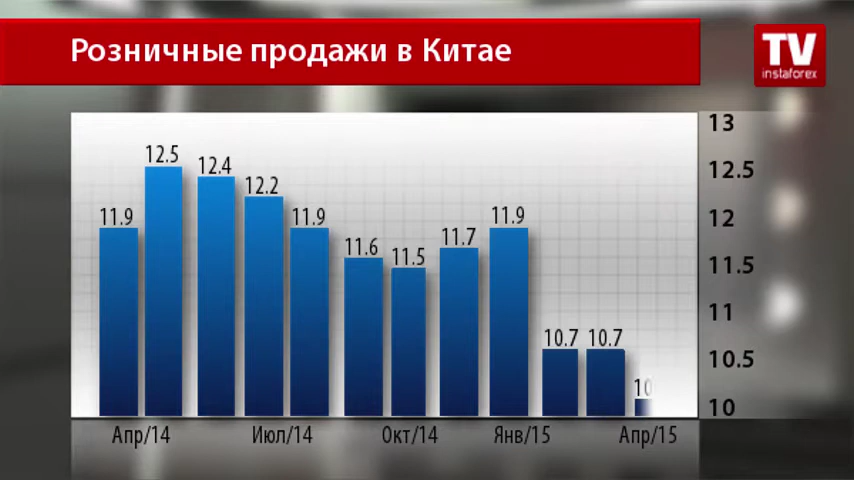 Розничные продажи в Китае
TV
instaforex
13
12.5
12
11.5
11
10.5
10
11.9
12.5
12.4
12.2
11.9
11.6
11.5
11.7
11.9
10.7
10.7
Апр/14
Июл/14
Окт/14
Янв/15
Апр/15